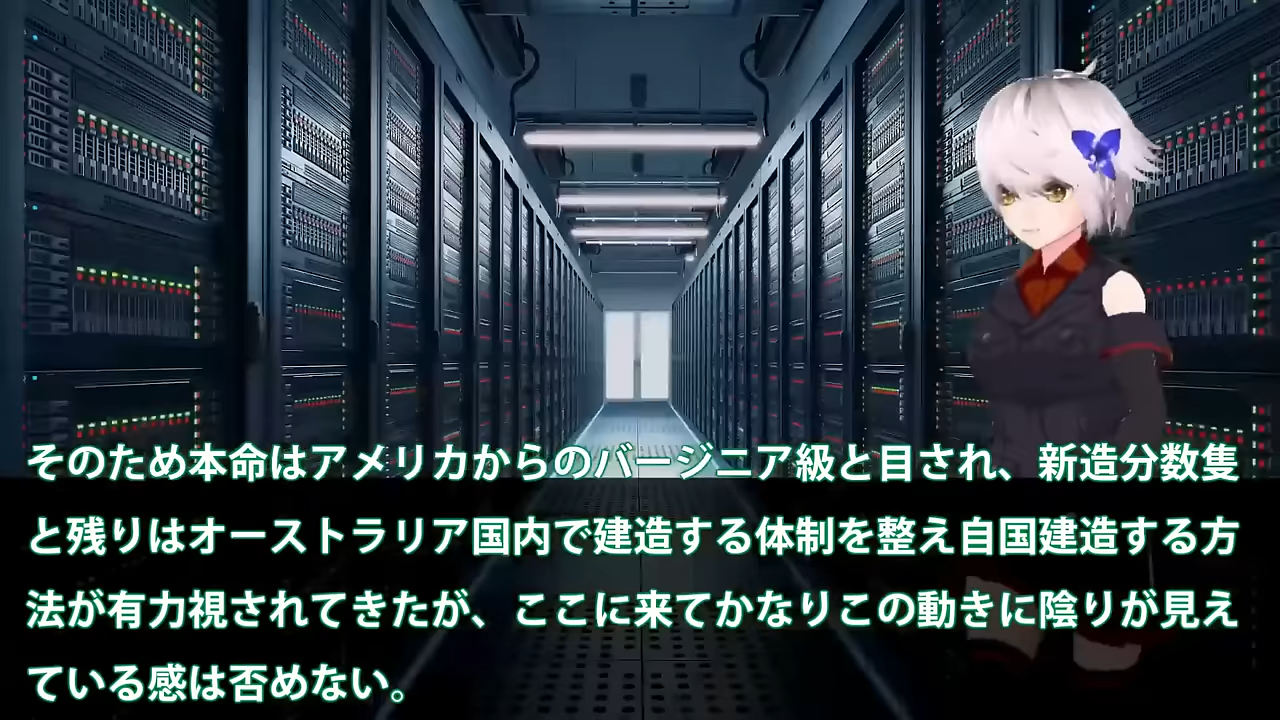 そのため本命はアメリカからのバージニア級と目され、新造分数隻
と残りはオーストラリア国内で建造する体制を整え自国建造する方
法が有力視されてきたが、ここに来てかなりこの動きに陰りが見え
ている感は否めない。